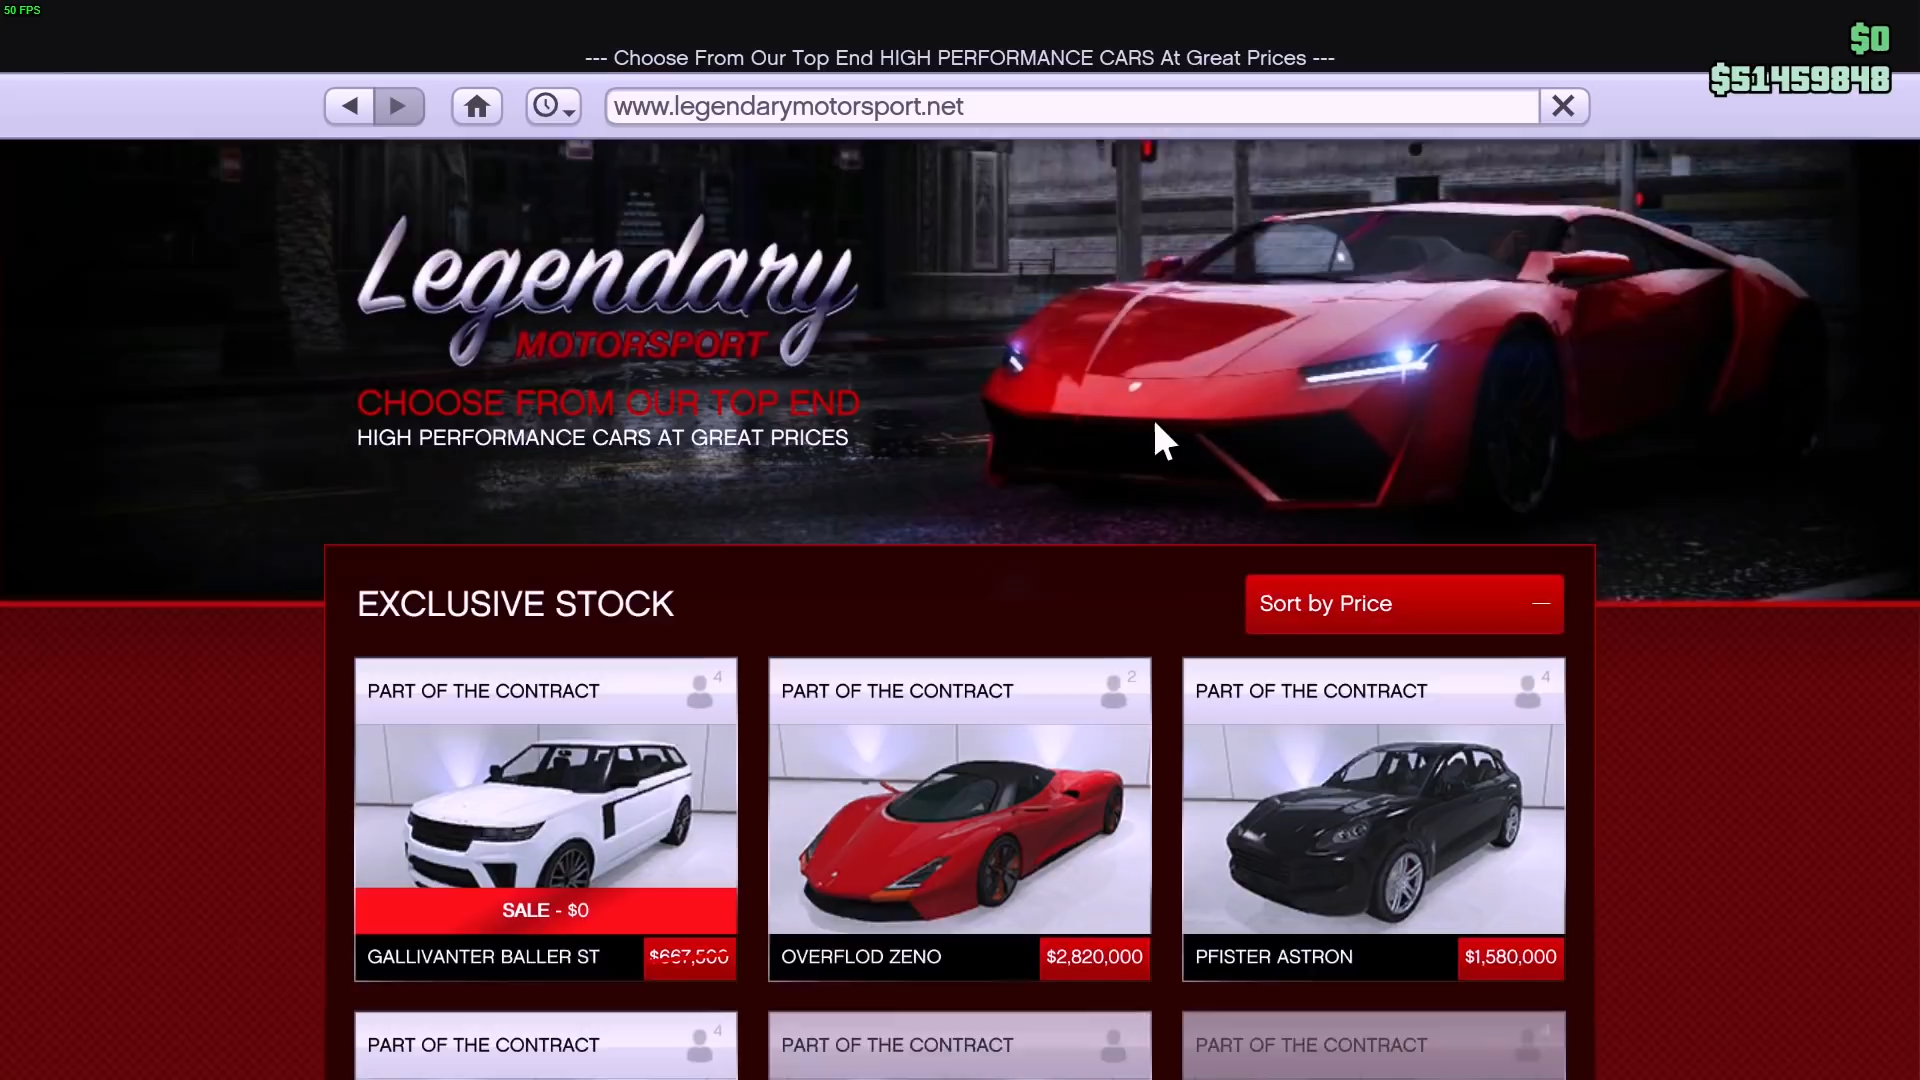 50 FPS
$0
--- Choose From Our Top End HIGH PERFORMANCE CARS At Great Prices ---
$51459848
www.legendarymotorsport.net
Legendary
MOTORSPORT
CHOOSE FROM OUR TOP END
HIGH PERFORMANCE CARS AT GREAT PRICES
EXCLUSIVE STOCK
Sort by Price
PART OF THE CONTRACT 4
PART OF THE CONTRACT 2
PART OF THE CONTRACT 4
SALE - $0
GALLIVANTER BALLER ST $667,500
OVERFLOD ZENO $2,820,000
PFISTER ASTRON $1,580,000
PART OF THE CONTRACT 4
PART OF THE CONTRACT
PART OF THE CONTRACT 4